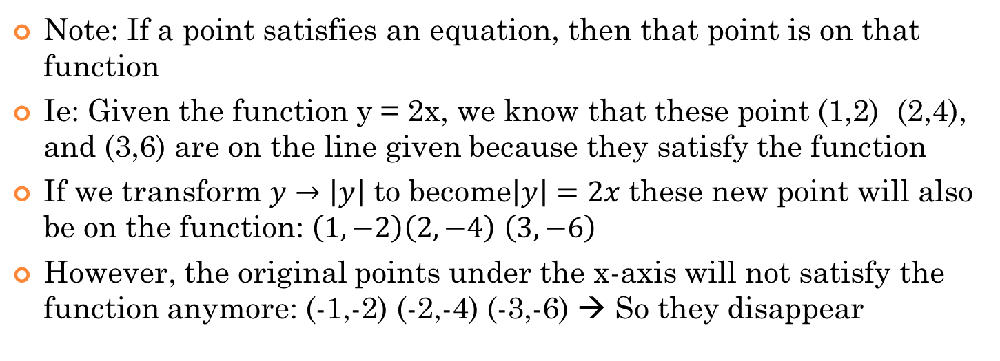 Note: If a point satisfies an equation, then that point is on that
function
Ie: Given the function y = 2x, we know that these point (1,2)  (2,4),
and (3,6) are on the line given because they satisfy the function
If we transform 𝑦 → |𝑦| to become|𝑦| = 2𝑥 these new point will also
be on the function: (1, −2)(2, −4) (3, −6)
However, the original points under the x-axis will not satisfy the
function anymore: (-1,-2) (-2,-4) (-3,-6) → So they disappear